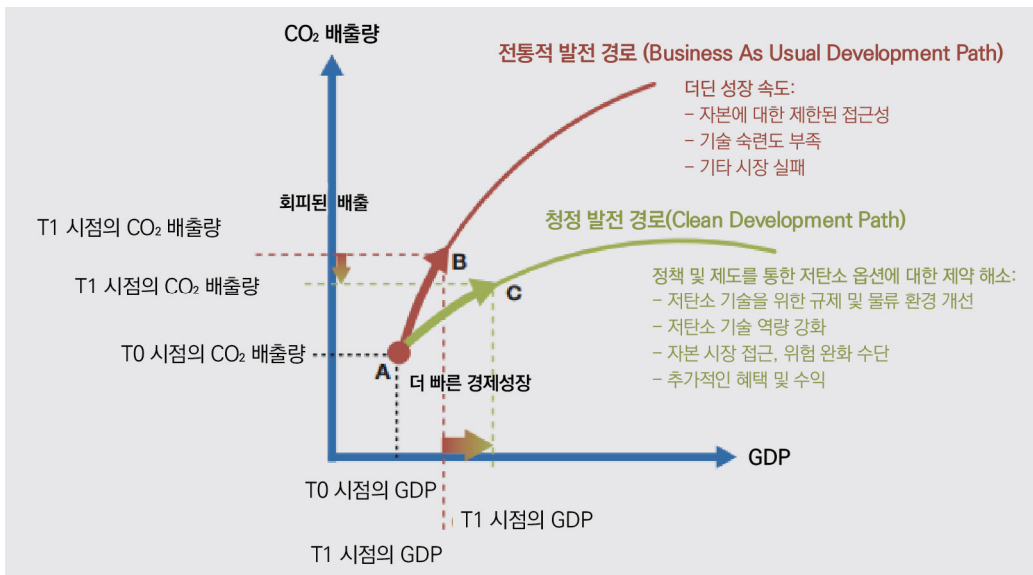 CO₂ 배출량
전통적 발전 경로 (Business As Usual Development Path)
더딘 성장 속도:
– 자본에 대한 제한된 접근성
– 기술 숙련도 부족
– 기타 시장 실패
회피된 배출
T1 시점의 CO₂ 배출량
청정 발전 경로(Clean Development Path)
B
정책 및 제도를 통한 저탄소 옵션에 대한 제약 해소:
T1 시점의 CO₂ 배출량
C
– 저탄소 기술을 위한 규제 및 물류 환경 개선
– 저탄소 기술 역량 강화
– 자본 시장 접근, 위험 완화 수단
– 추가적인 혜택 및 수익
T0 시점의 CO₂ 배출량
A
더 빠른 경제성장
GDP
T0 시점의 GDP
T1 시점의 GDP
T1 시점의 GDP